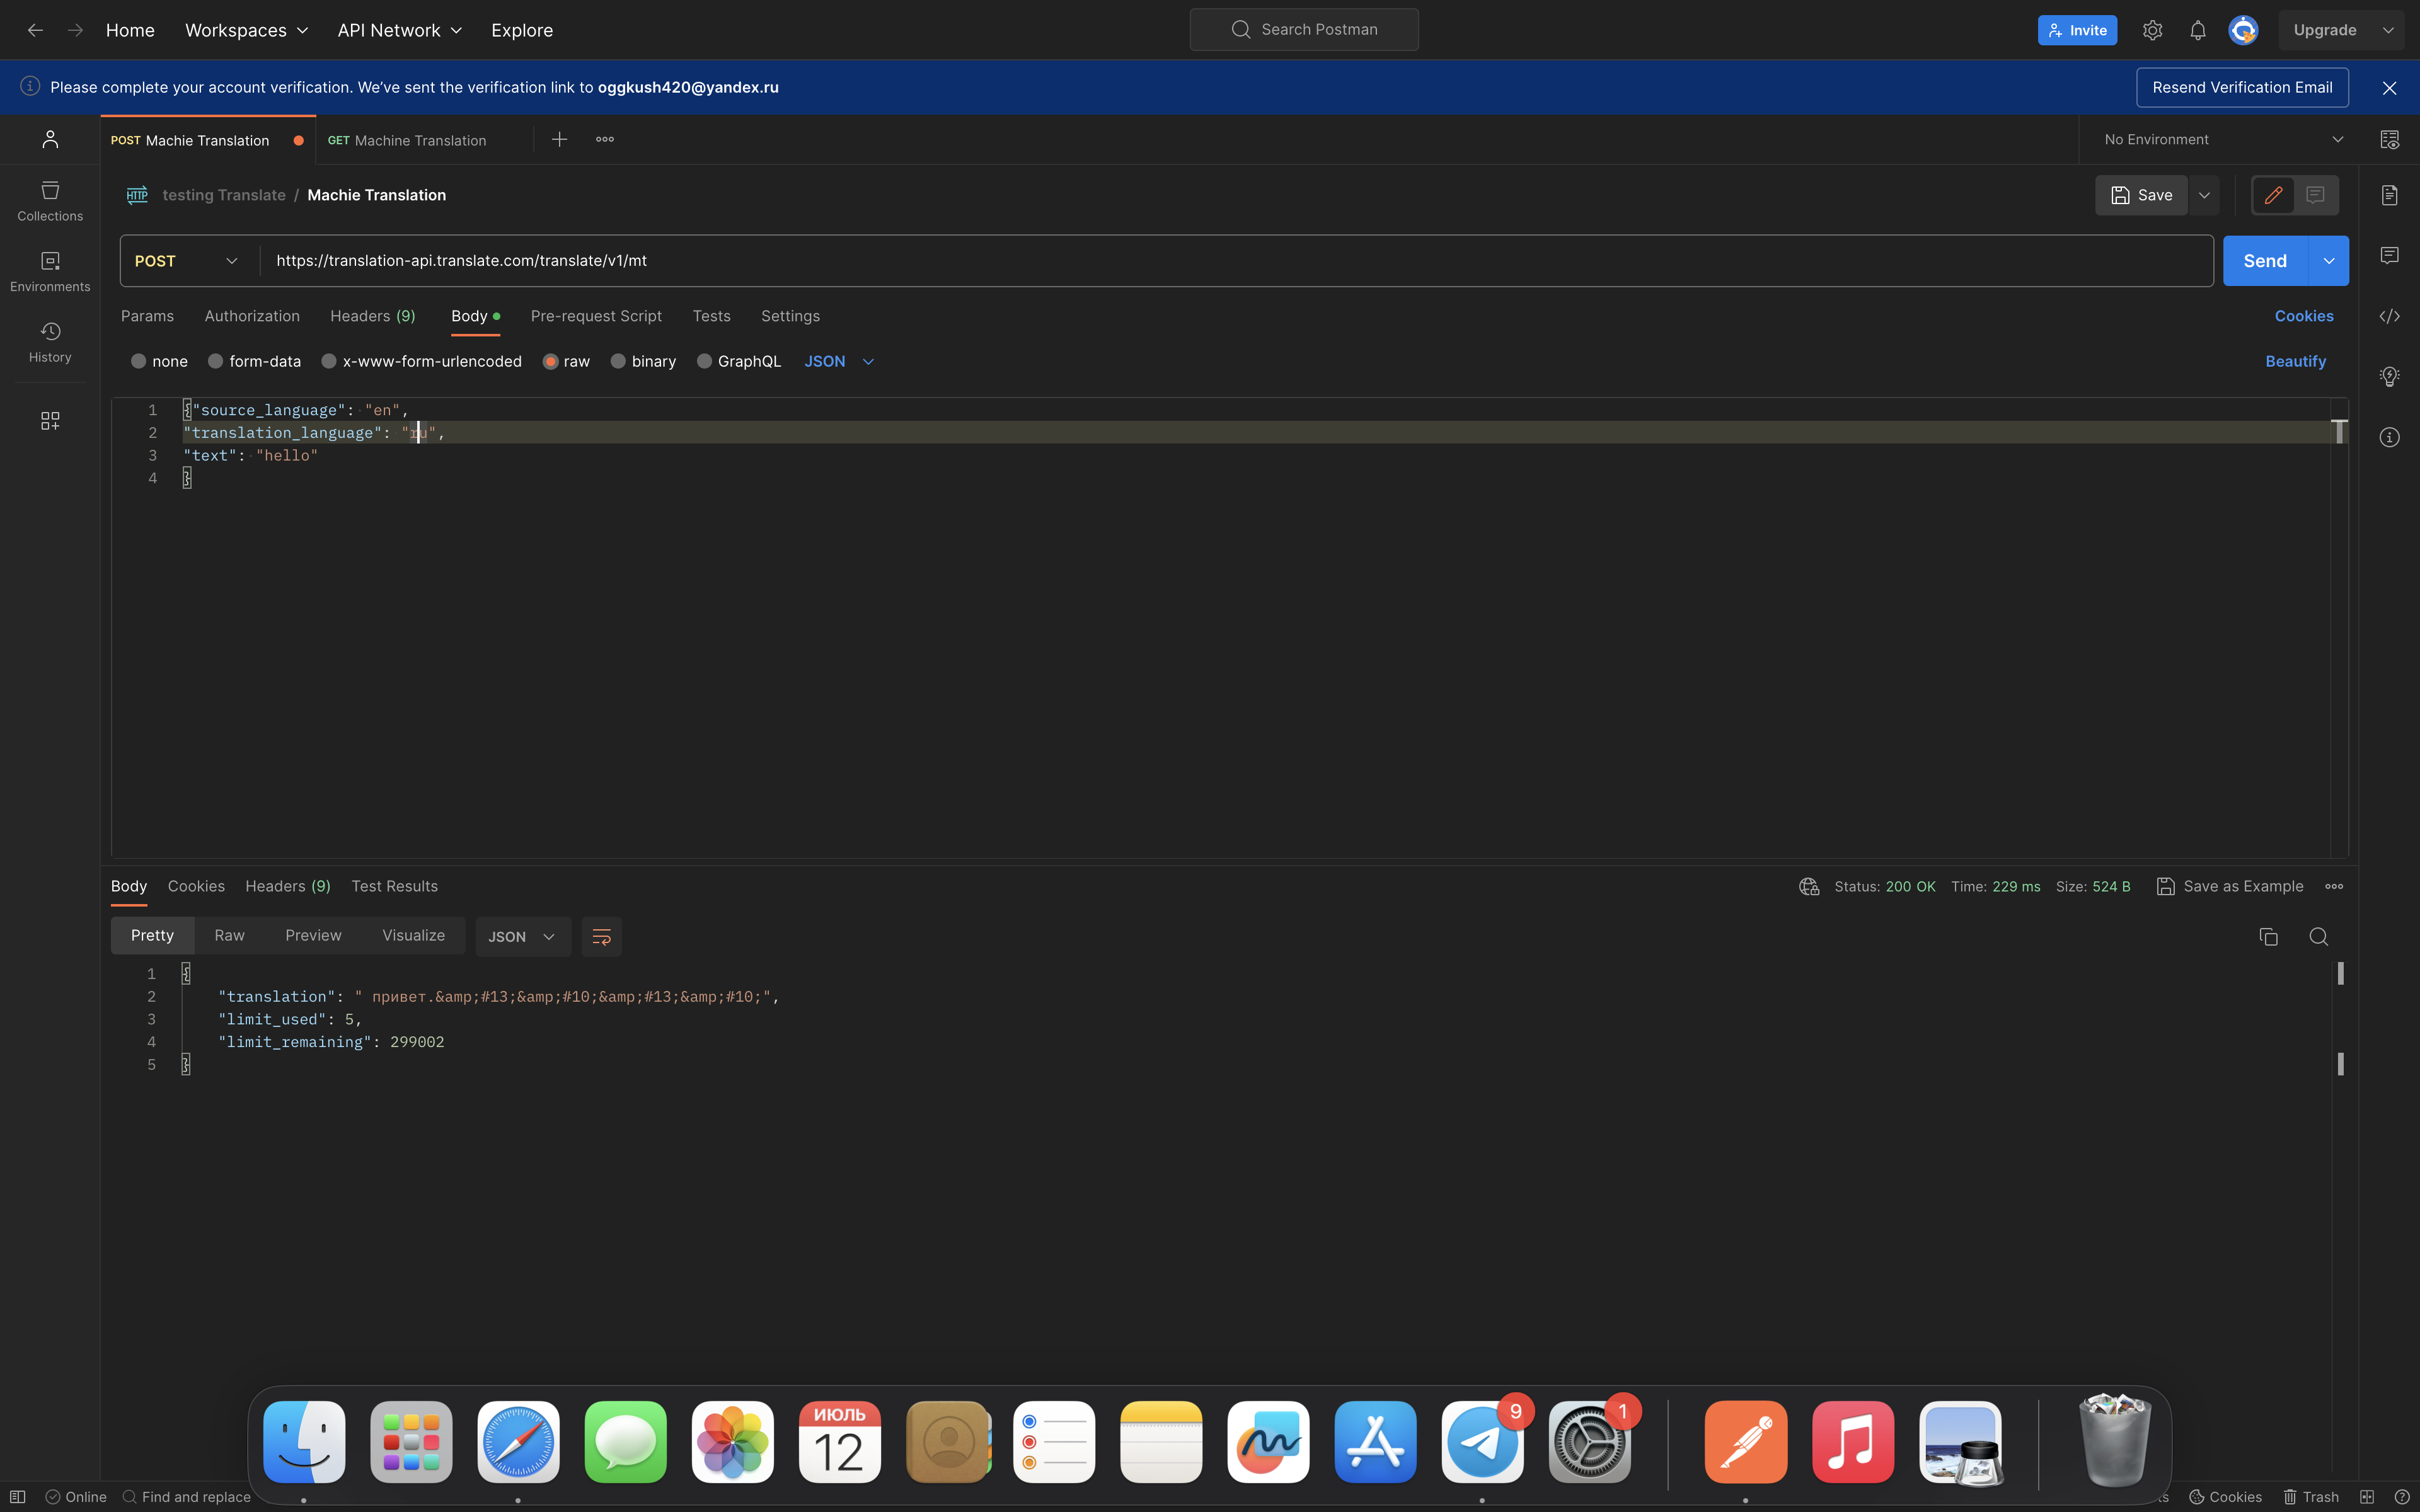 Home Workspaces API Network Explore Search Postman Invite Upgrade
Please complete your account verification. We’ve sent the verification link to oggkush420@yandex.ru Resend Verification Email
POST Machie Translation GET Machine Translation No Environment
HTTP testing Translate / Machie Translation Save
Collections
POST https://translation-api.translate.com/translate/v1/mt Send
Environments
Params Authorization Headers (9) Body Pre-request Script Tests Settings Cookies
History
none form-data x-www-form-urlencoded raw binary GraphQL JSON Beautify
1 {"source_language": "en",
2 "translation_language": "ru",
3 "text": "hello"
4 }
Body Cookies Headers (9) Test Results Status: 200 OK Time: 229 ms Size: 524 B Save as Example
Pretty Raw Preview Visualize JSON
1 {
2 "translation": " привет.&amp;#13;&amp;#10;&amp;#13;&amp;#10;",
3 "limit_used": 5,
4 "limit_remaining": 299002
5 }
ИЮЛЬ 9 1
12
Online Find and replace Cookies Trash